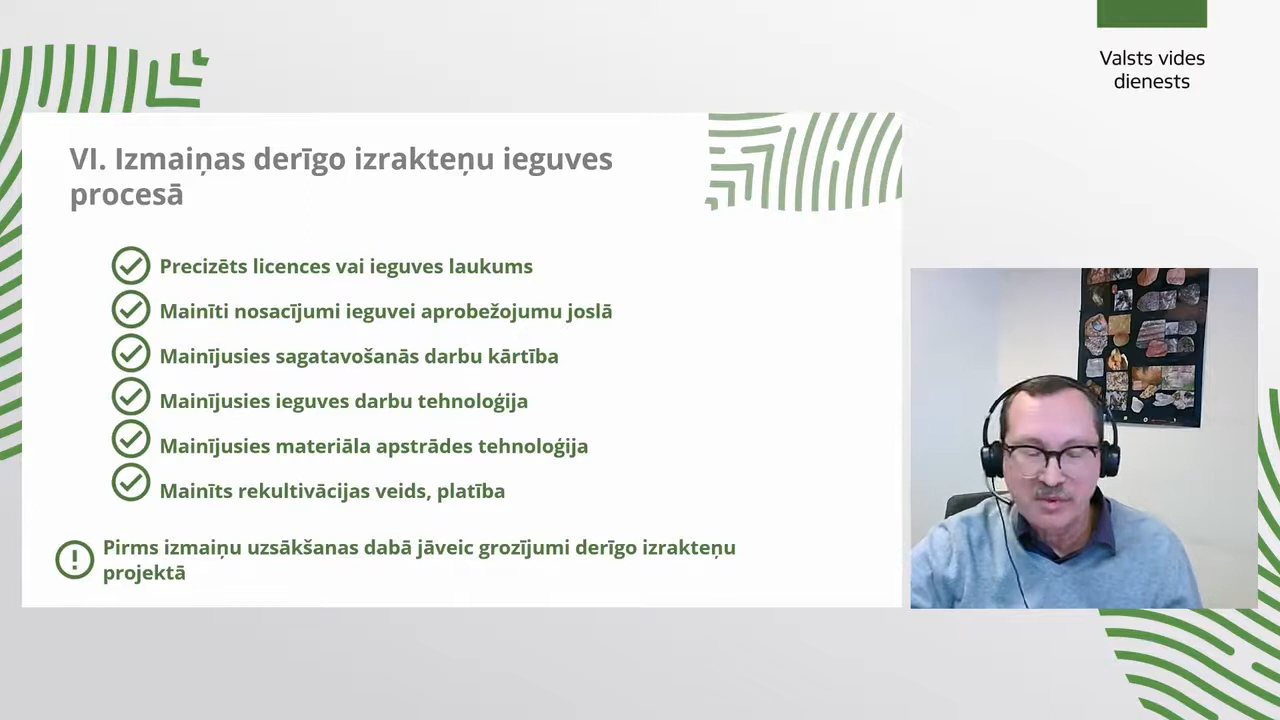 Valsts vides
dienests
VI. Izmaiņas derīgo izrakteņu ieguves
procesā
Precizēts licences vai ieguves laukums
Mainīti nosacījumi ieguvei aprobežojumu joslā
Mainījusies sagatavošanās darbu kārtība
Mainījusies ieguves darbu tehnoloģija
Mainījusies materiāla apstrādes tehnoloģija
Mainīts rekultivācijas veids, platība
Pirms izmaiņu uzsākšanas dabā jāveic grozījumi derīgo izrakteņu
projektā